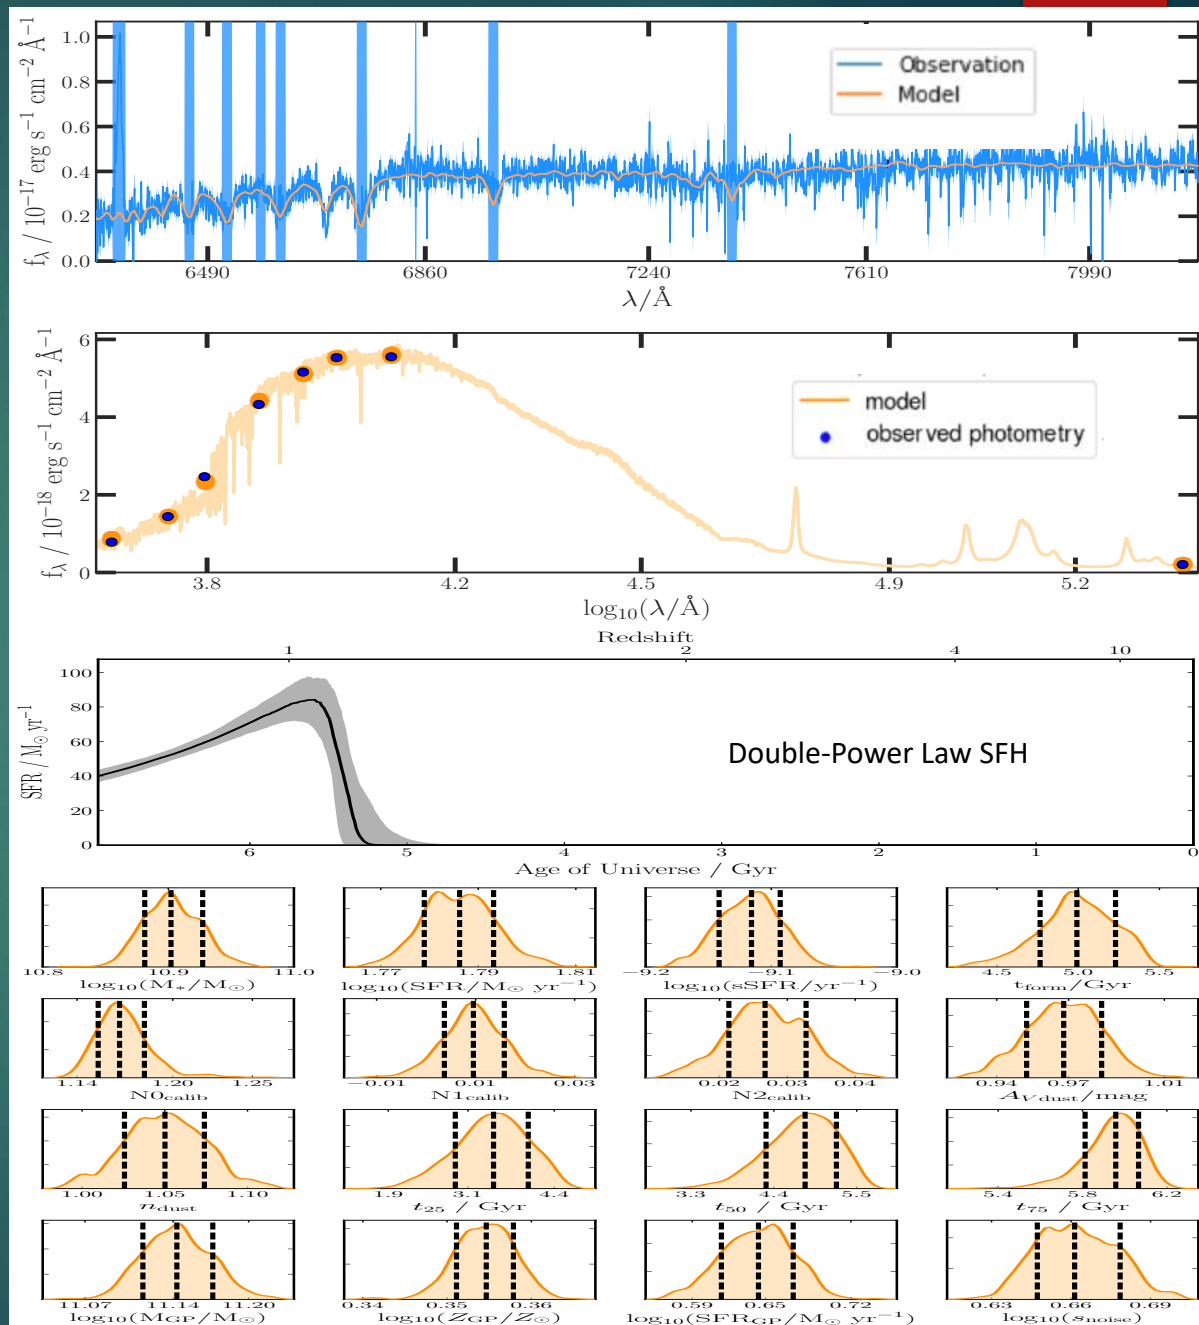 f_λ / 10⁻¹⁷ erg s⁻¹ cm⁻² Å⁻¹
1.0
0.8
0.6
0.4
0.2
0.0
Observation
Model
6490 6860 7240 7610 7990
λ/Å
f_λ / 10⁻¹⁸ erg s⁻¹ cm⁻² Å⁻¹
6
4
2
0
model
observed photometry
3.8 4.2 4.5 4.9 5.2
log₁₀(λ/Å)
Redshift
1 2 4 10
SFR / M⊙ yr⁻¹
100
80
60
40
20
0
Double-Power Law SFH
6 5 4 3 2 1 0
Age of Universe / Gyr
10.8 10.9 11.0
log₁₀(M*/M⊙)
1.77 1.79 1.81
log₁₀(SFR/M⊙ yr⁻¹)
−9.2 −9.1 −9.0
log₁₀(sSFR/yr⁻¹)
4.5 5.0 5.5
t_form/Gyr
1.14 1.20 1.25
N0_calib
−0.01 0.01 0.03
N1_calib
0.02 0.03 0.04
N2_calib
0.94 0.97 1.01
A_V dust/mag
1.00 1.05 1.10
n_dust
1.9 3.1 4.4
t₂₅ / Gyr
3.3 4.4 5.5
t₅₀ / Gyr
5.4 5.8 6.2
t₇₅ / Gyr
11.07 11.14 11.20
log₁₀(M_GP/M⊙)
0.34 0.35 0.36
log₁₀(Z_GP/Z⊙)
0.59 0.65 0.72
log₁₀(SFR_GP/M⊙ yr⁻¹)
0.63 0.66 0.69
log₁₀(s_noise)